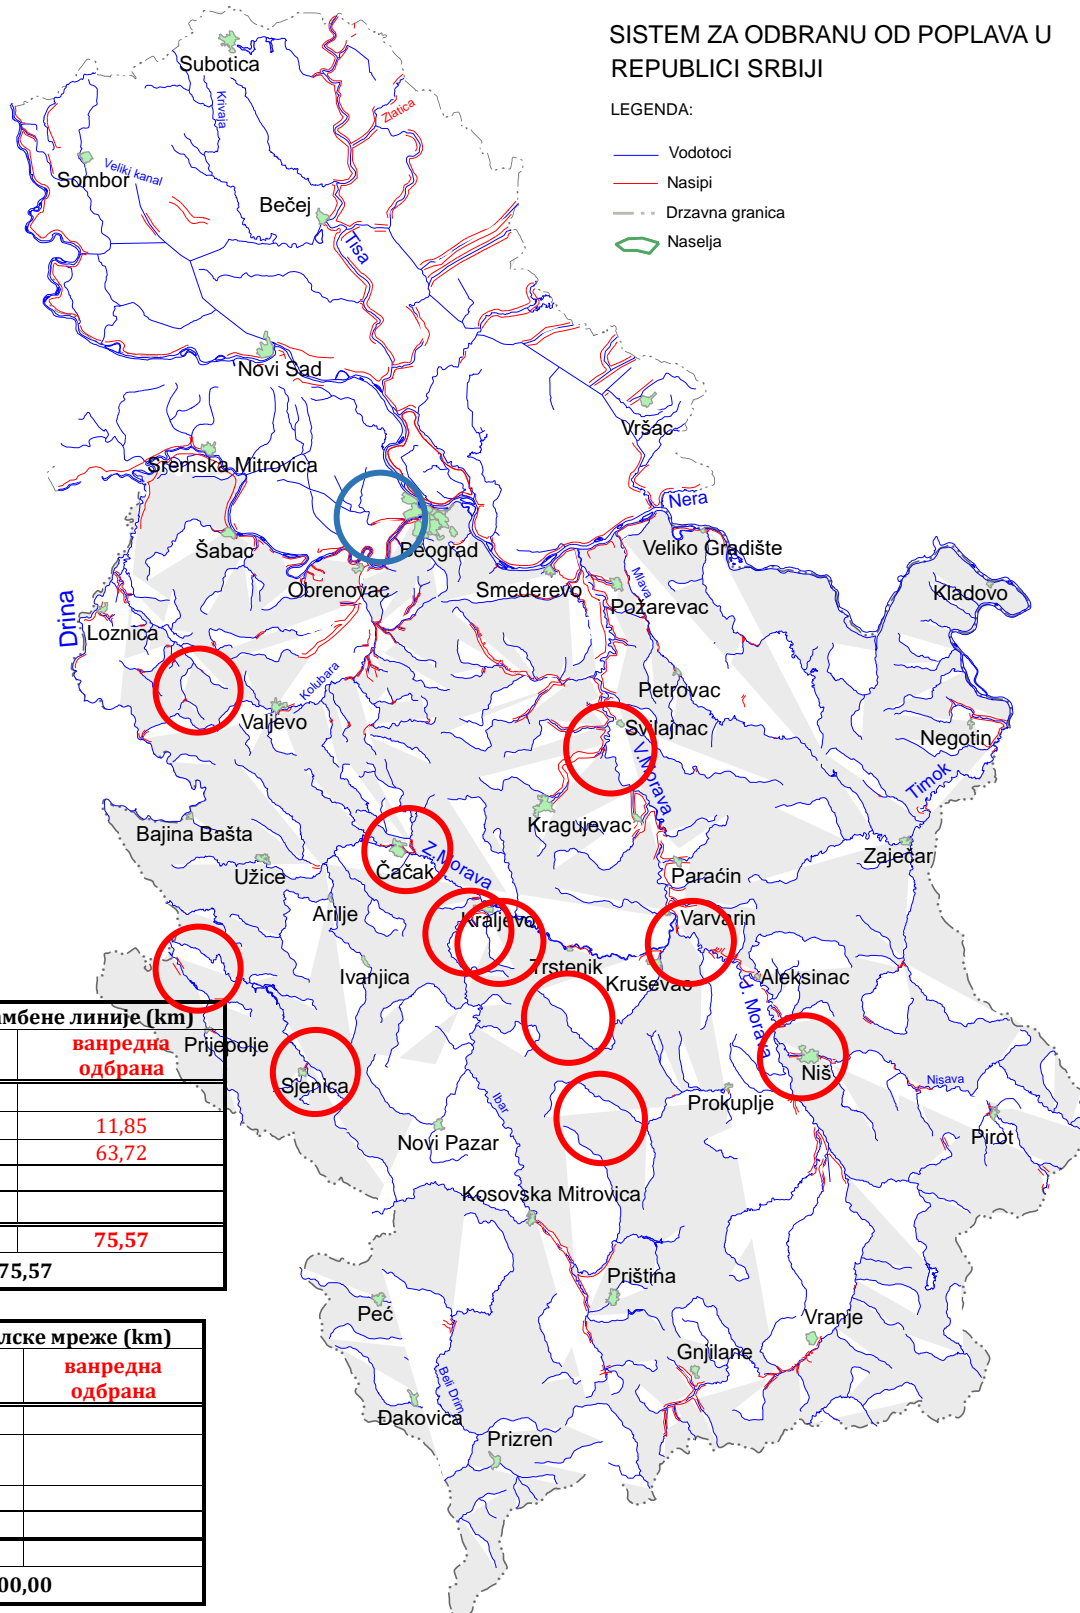 SISTEM ZA ODBRANU OD POPLAVA U
REPUBLICI SRBIJI
LEGENDA:
Vodotoci
Nasipi
Drzavna granica
Naselja
Subotica
Krivaja
Zlatica
Sombor
Veliki kanal
Bečej
Tisa
Novi Sad
Vršac
Sremska Mitrovica
Nera
Šabac
Beograd
Veliko Gradište
Obrenovac
Smederevo
Mlava
Požarevac
Kladovo
Drina
Loznica
Kolubara
Petrovac
Valjevo
Svilajnac
Negotin
V.Morava
Timok
Bajina Bašta
Kragujevac
Zaječar
Užice
Čačak
Z.Morava
Paraćin
Arilje
Kraljevo
Varvarin
Ivanjica
Trstenik
Kruševac
Aleksinac
J. Morava
Prijepolje
Sjenica
Niš
Nisava
Ibar
Prokuplje
Novi Pazar
Pirot
Kosovska Mitrovica
Priština
Peć
Vranje
Gnjilane
Beli Drim
Đakovica
Prizren
мбене линије (km)
ванредна
одбрана
11,85
63,72
75,57
75,57
лске мреже (km)
ванредна
одбрана
00,00